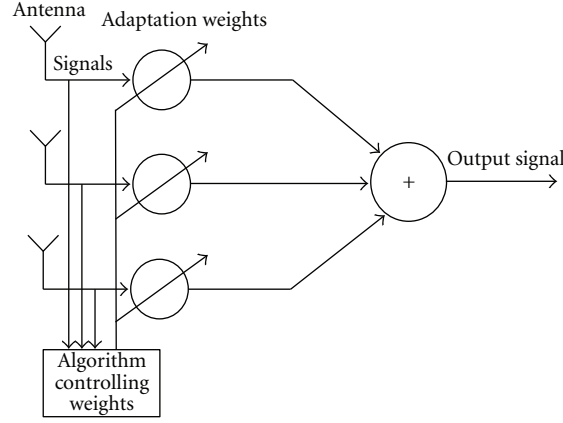 Antenna
Adaptation weights
Signals
+
Output signal
Algorithm
controlling
weights